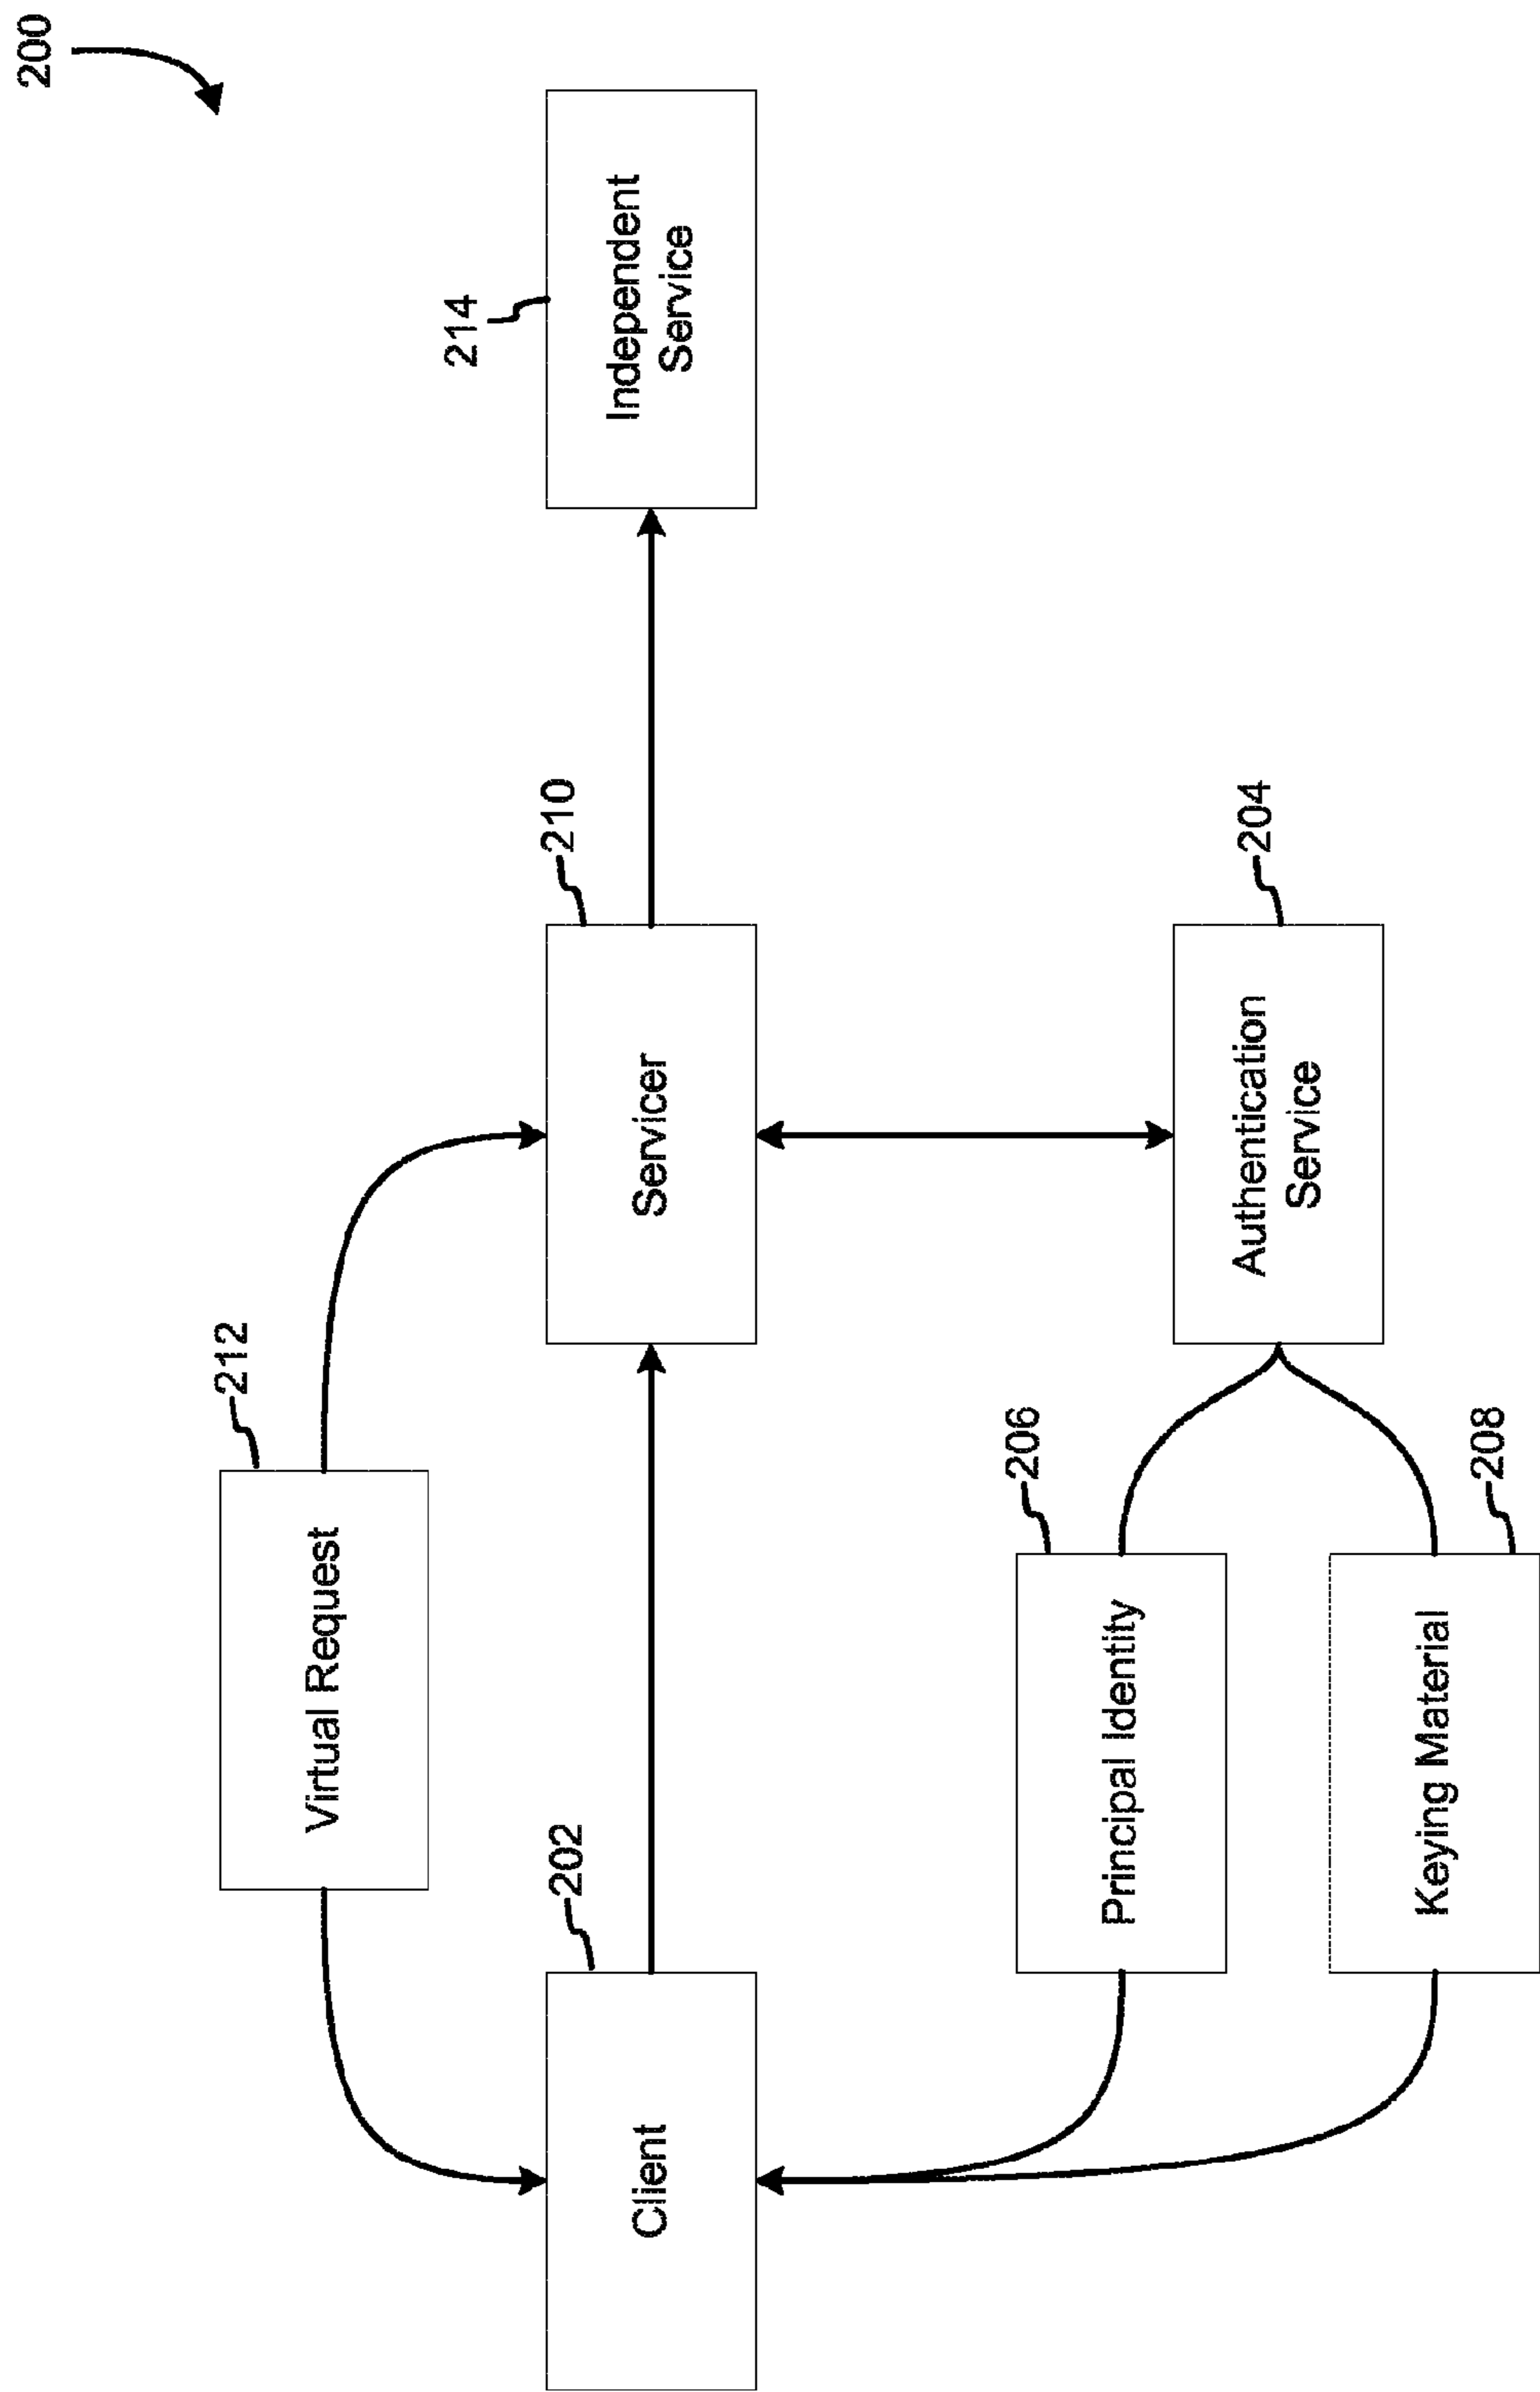 200
Virtual Request
212
Client
202
Servicer
210
Independent
Service
214
Principal Identity
206
Authentication
Service
204
Keying Material
208